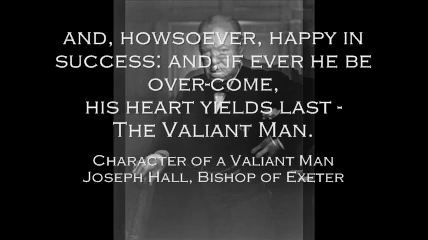 AND, HOWSOEVER, HAPPY IN
SUCCESS: AND, IF EVER HE BE
OVER-COME,
HIS HEART YIELDS LAST -
THE VALIANT MAN.
CHARACTER OF A VALIANT MAN
JOSEPH HALL, BISHOP OF EXETER